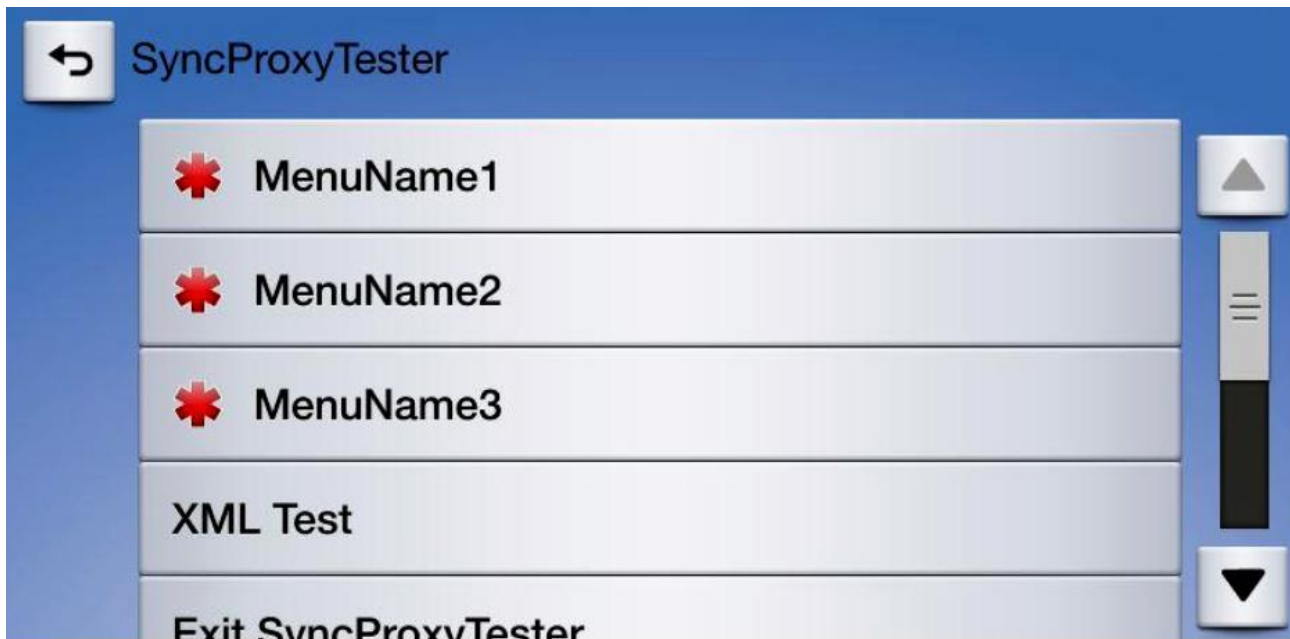 SyncProxyTester
MenuName1
MenuName2
MenuName3
XML Test
Exit SyncProxyTester